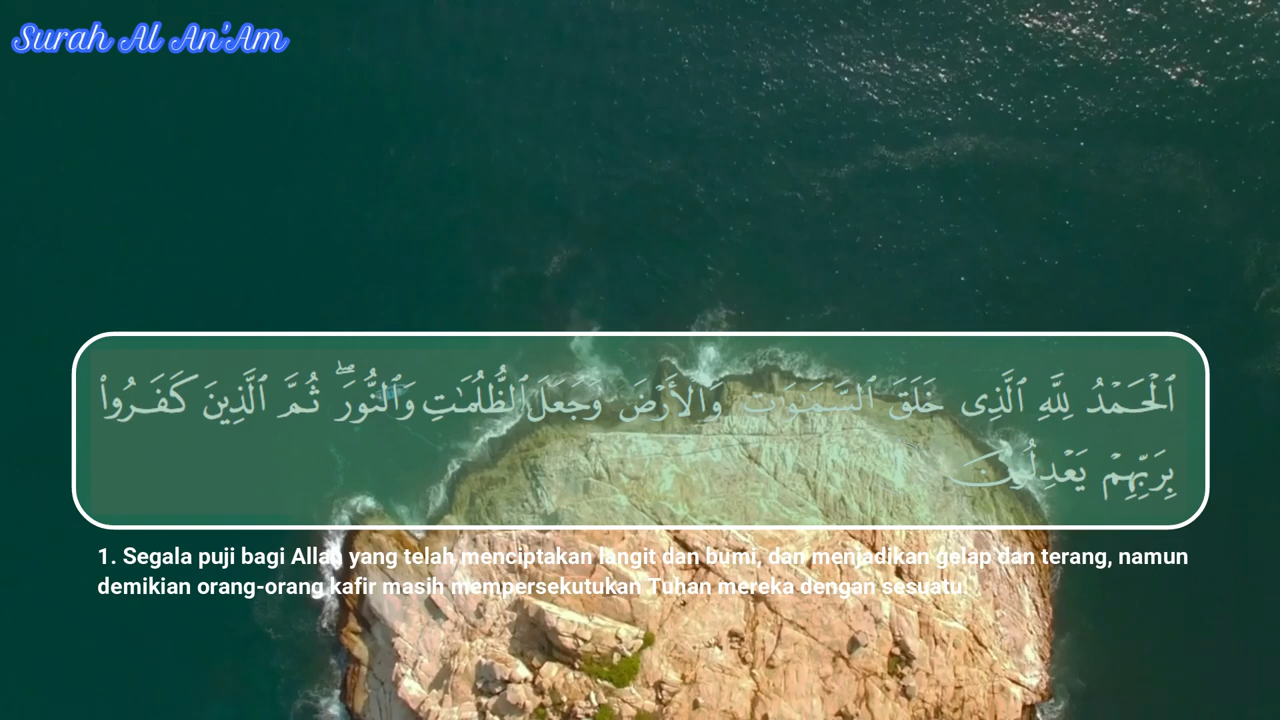 Surah Al An'Am
ٱلْحَمْدُ لِلَّهِ ٱلَّذِى خَلَقَ ٱلسَّمَٰوَٰتِ وَٱلْأَرْضَ وَجَعَلَ ٱلظُّلُمَٰتِ وَٱلنُّورَ ۖ ثُمَّ ٱلَّذِينَ كَفَرُوا۟
بِرَبِّهِمْ يَعْدِلُونَ
1. Segala puji bagi Allah yang telah menciptakan langit dan bumi, dan menjadikan gelap dan terang, namun
demikian orang-orang kafir masih mempersekutukan Tuhan mereka dengan sesuatu.